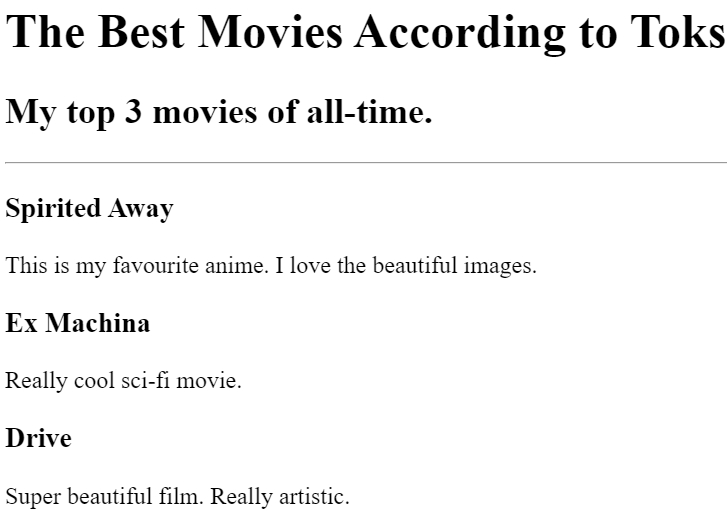 The Best Movies According to Toks
My top 3 movies of all-time.
Spirited Away
This is my favourite anime. I love the beautiful images.
Ex Machina
Really cool sci-fi movie.
Drive
Super beautiful film. Really artistic.